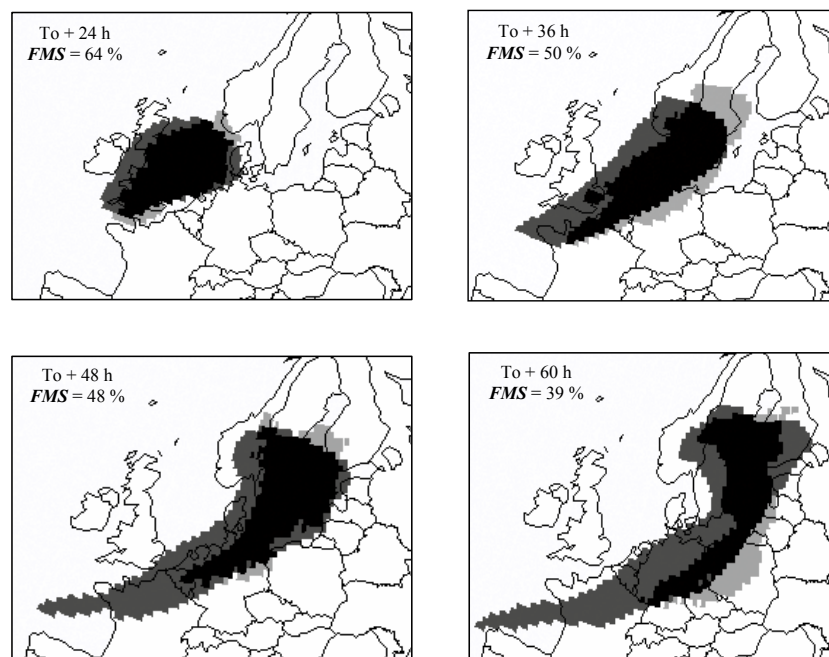 To + 24 h
FMS = 64 %
To + 36 h
FMS = 50 %
To + 48 h
FMS = 48 %
To + 60 h
FMS = 39 %